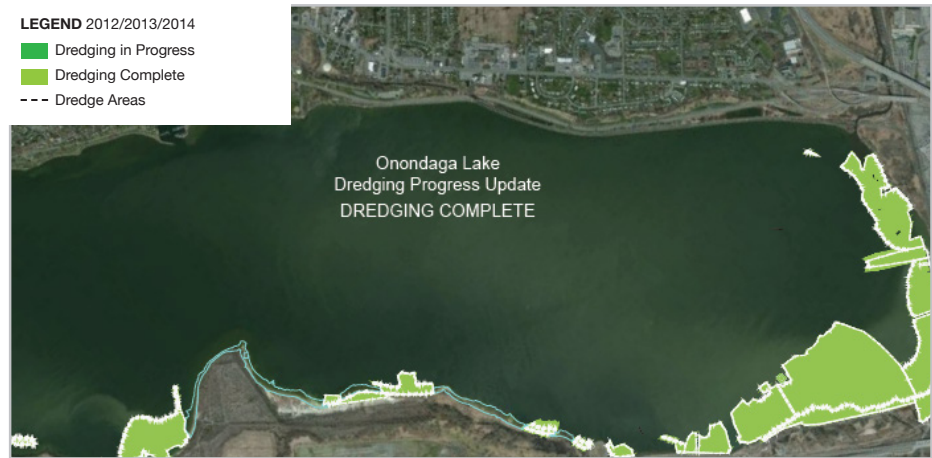 LEGEND 2012/2013/2014
Dredging in Progress
Dredging Complete
Dredge Areas
Onondaga Lake
Dredging Progress Update
DREDGING COMPLETE